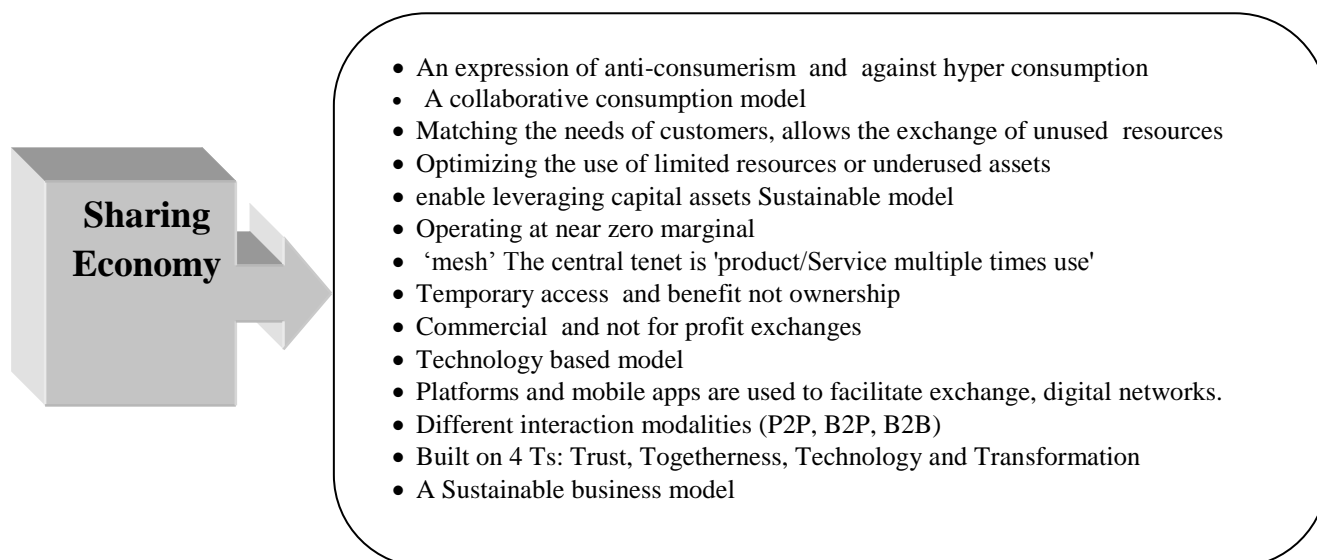 Sharing
Economy
• An expression of anti-consumerism and against hyper consumption
• A collaborative consumption model
• Matching the needs of customers, allows the exchange of unused resources
• Optimizing the use of limited resources or underused assets
• enable leveraging capital assets Sustainable model
• Operating at near zero marginal
• ‘mesh’ The central tenet is 'product/Service multiple times use'
• Temporary access and benefit not ownership
• Commercial and not for profit exchanges
• Technology based model
• Platforms and mobile apps are used to facilitate exchange, digital networks.
• Different interaction modalities (P2P, B2P, B2B)
• Built on 4 Ts: Trust, Togetherness, Technology and Transformation
• A Sustainable business model